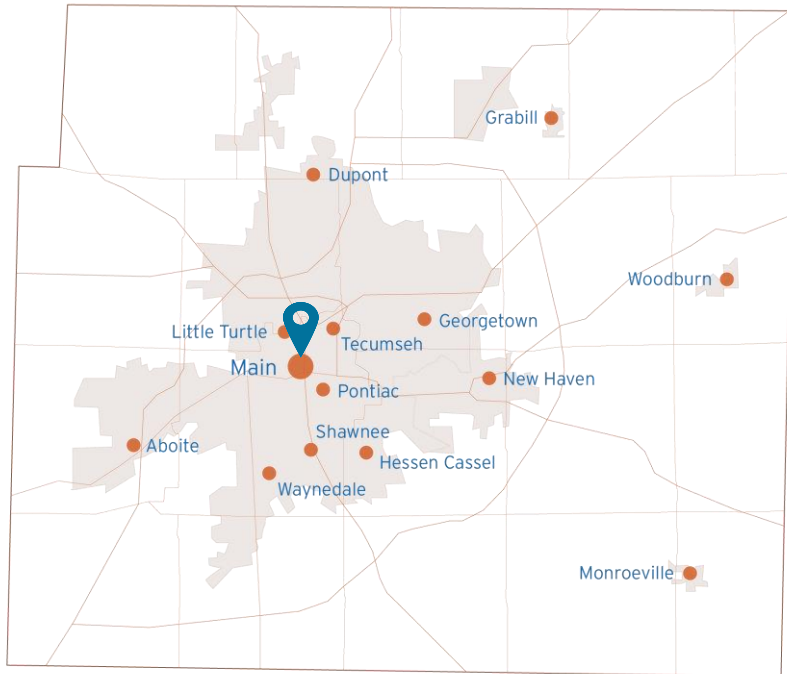 Grabill
Dupont
Woodburn
Georgetown
Little Turtle
Tecumseh
Main
New Haven
Pontiac
Shawnee
Aboite
Hessen Cassel
Waynedale
Monroeville